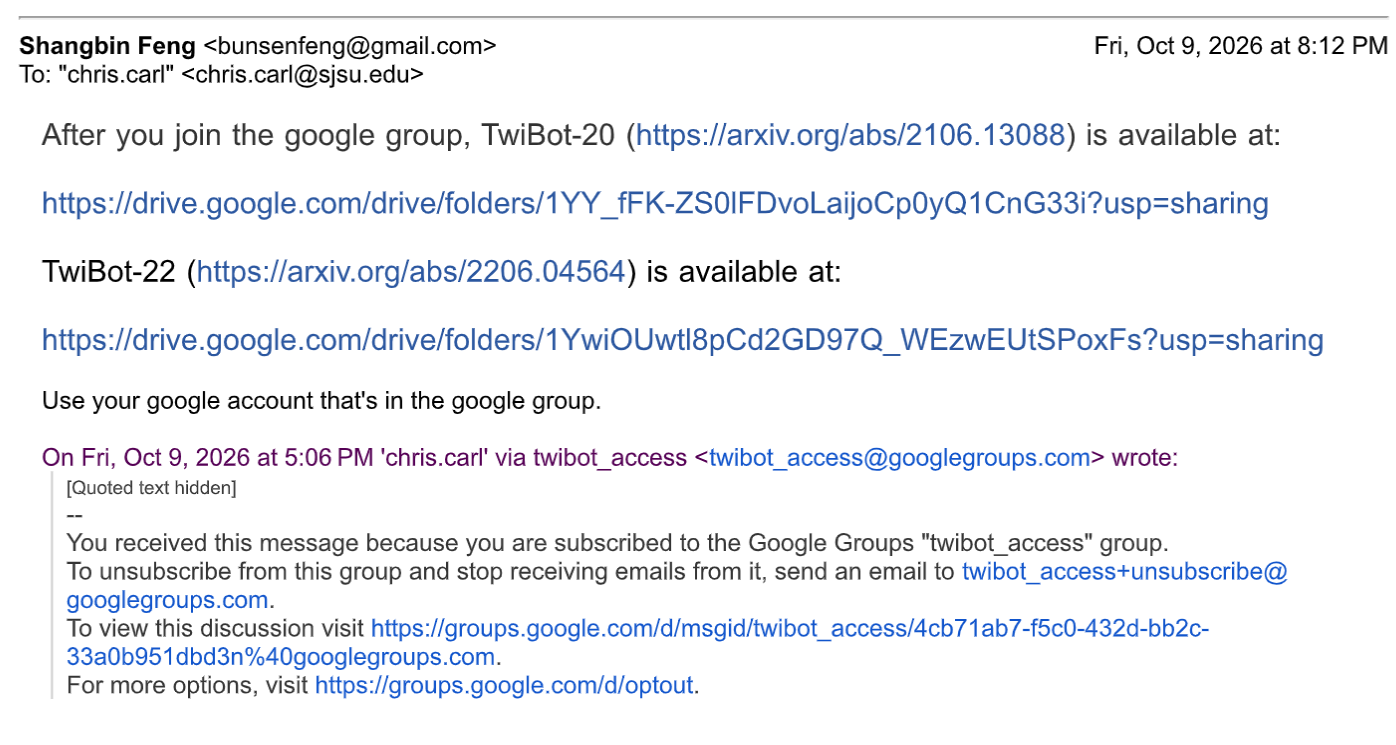 Shangbin Feng <bunsenfeng@gmail.com> Fri, Oct 9, 2026 at 8:12 PM
To: "chris.carl" <chris.carl@sjsu.edu>
After you join the google group, TwiBot-20 (https://arxiv.org/abs/2106.13088) is available at:
https://drive.google.com/drive/folders/1YY_fFK-ZS0lFDvoLaijoCp0yQ1CnG33i?usp=sharing
TwiBot-22 (https://arxiv.org/abs/2206.04564) is available at:
https://drive.google.com/drive/folders/1YwiOUwtl8pCd2GD97Q_WEzwEUtSPoxFs?usp=sharing
Use your google account that's in the google group.
On Fri, Oct 9, 2026 at 5:06 PM 'chris.carl' via twibot_access <twibot_access@googlegroups.com> wrote:
[Quoted text hidden]
--
You received this message because you are subscribed to the Google Groups "twibot_access" group.
To unsubscribe from this group and stop receiving emails from it, send an email to twibot_access+unsubscribe@
googlegroups.com.
To view this discussion visit https://groups.google.com/d/msgid/twibot_access/4cb71ab7-f5c0-432d-bb2c-
33a0b951dbd3n%40googlegroups.com.
For more options, visit https://groups.google.com/d/optout.